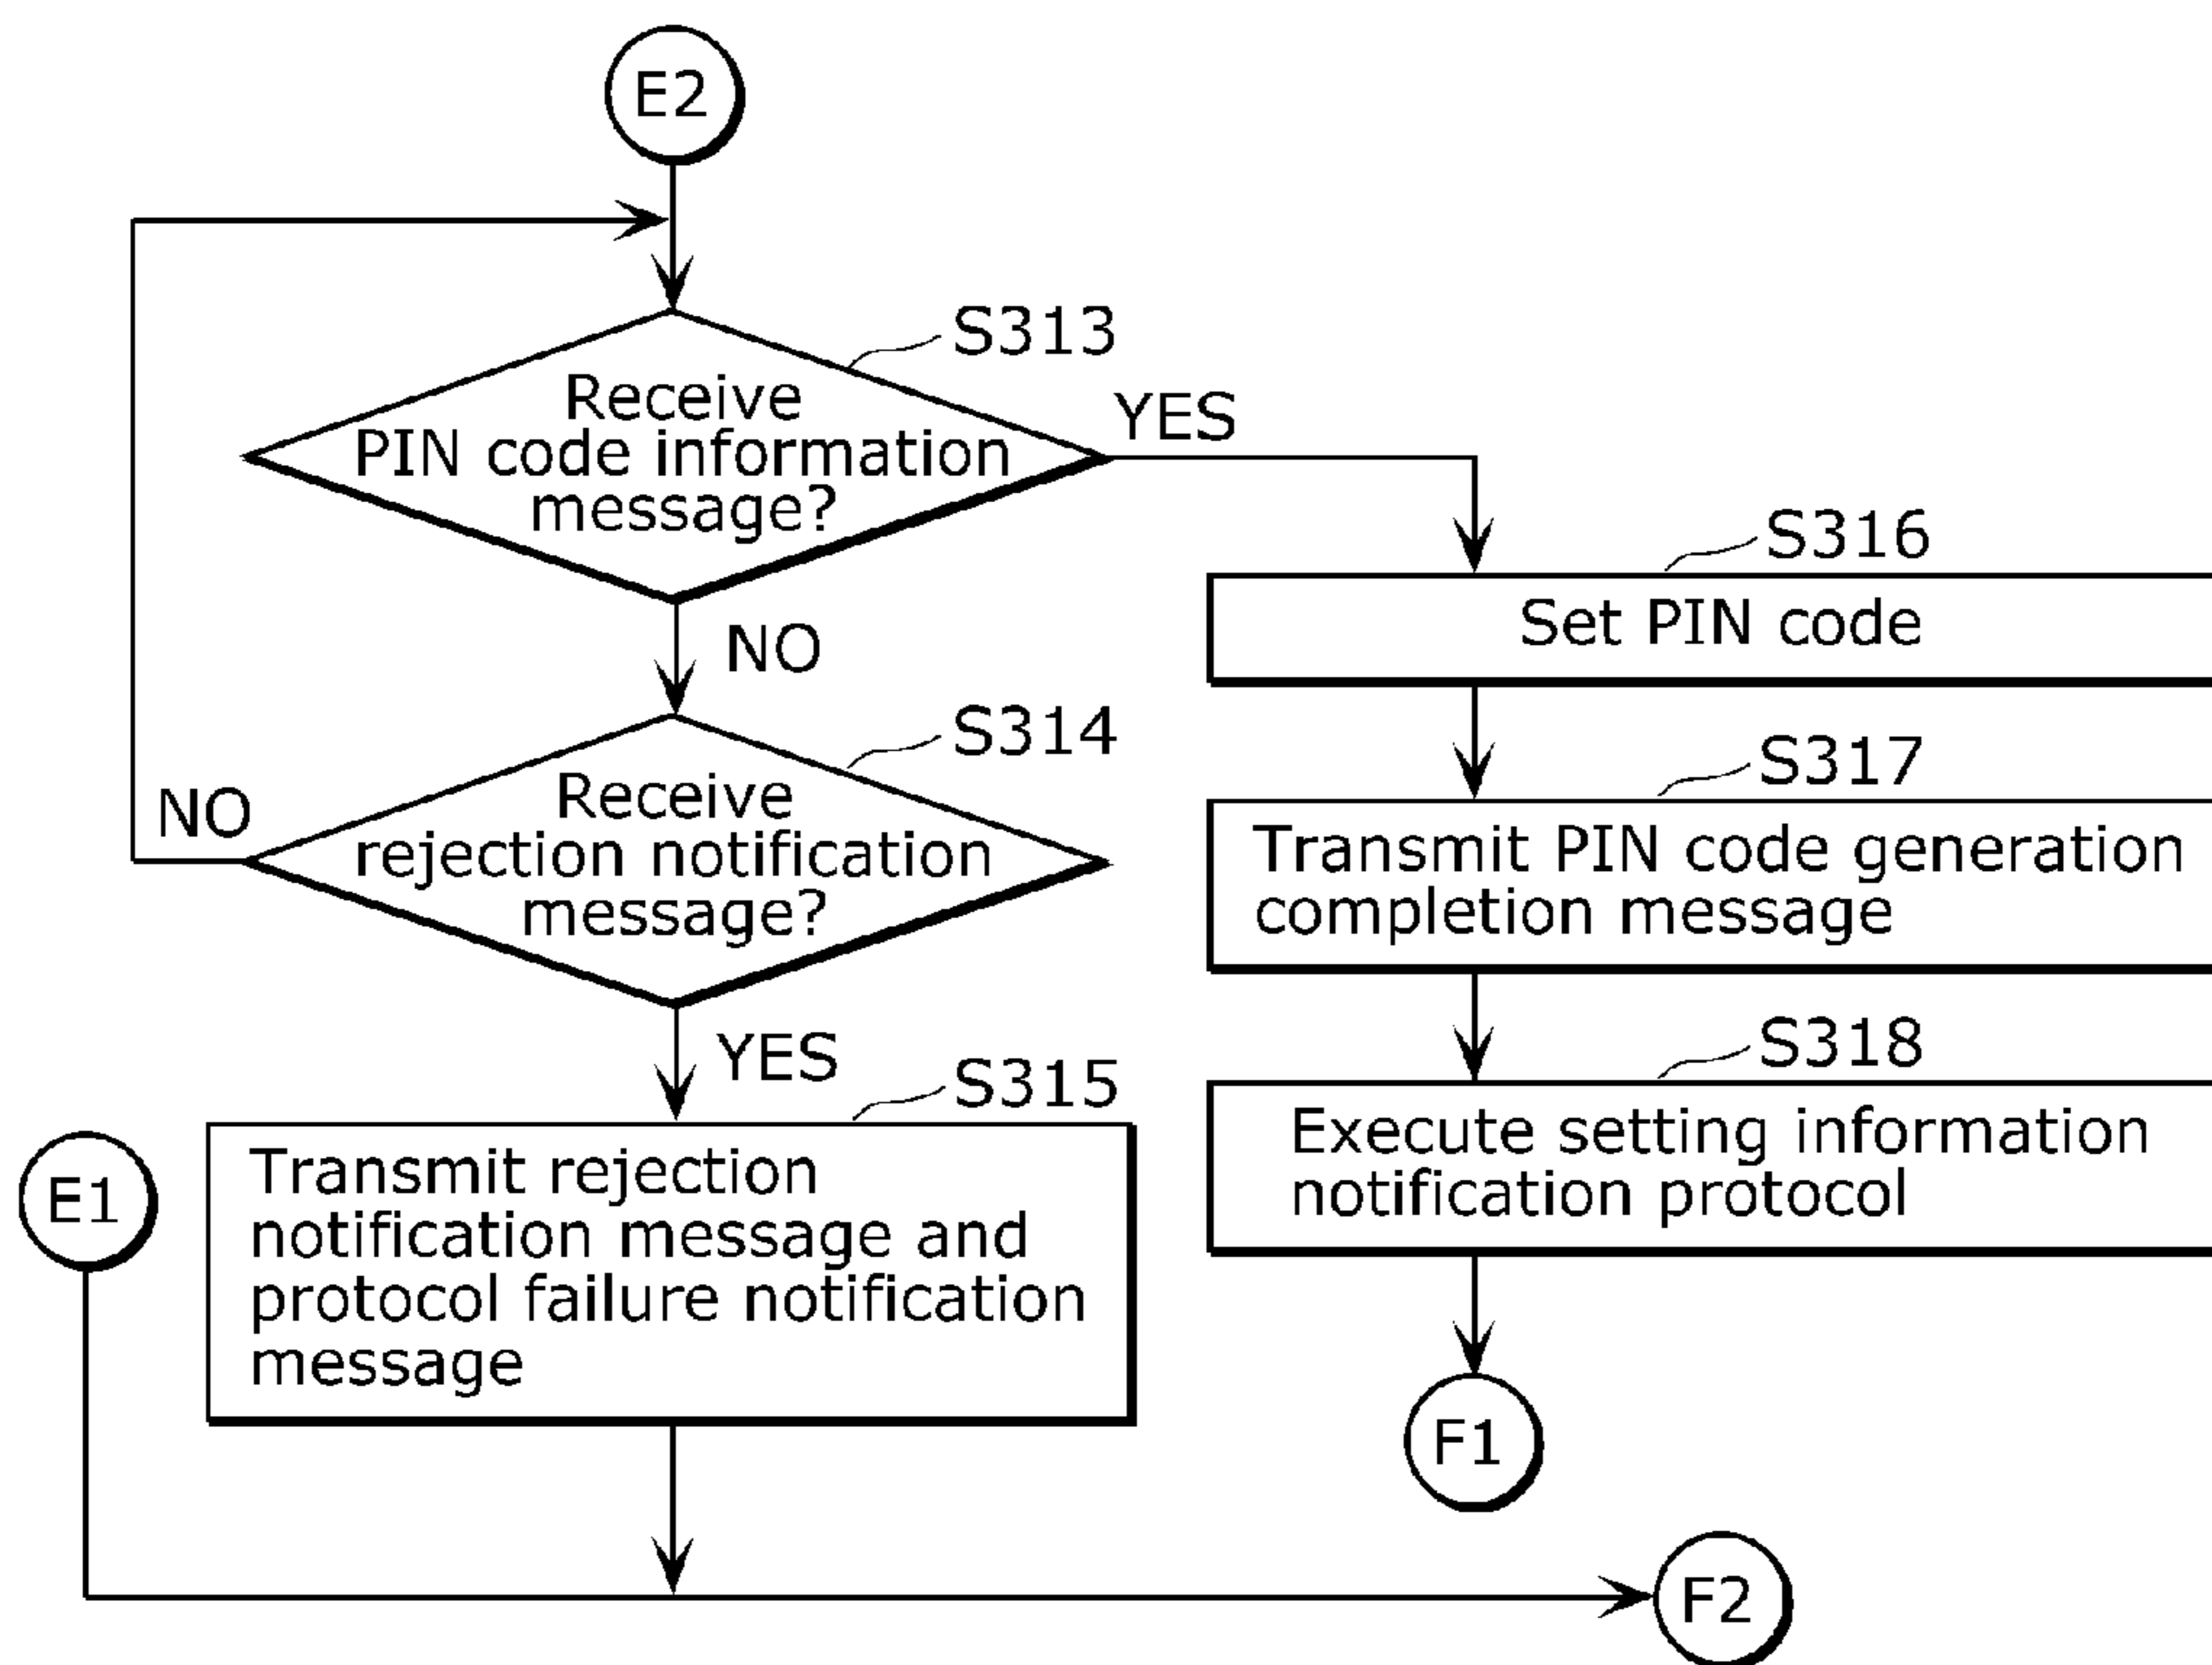 E2
S313
Receive
PIN code information
message?
YES
NO
S316
Set PIN code
S314
Receive
rejection notification
message?
NO
YES
S317
Transmit PIN code generation
completion message
S315
Transmit rejection
notification message and
protocol failure notification
message
S318
Execute setting information
notification protocol
E1
F1
F2